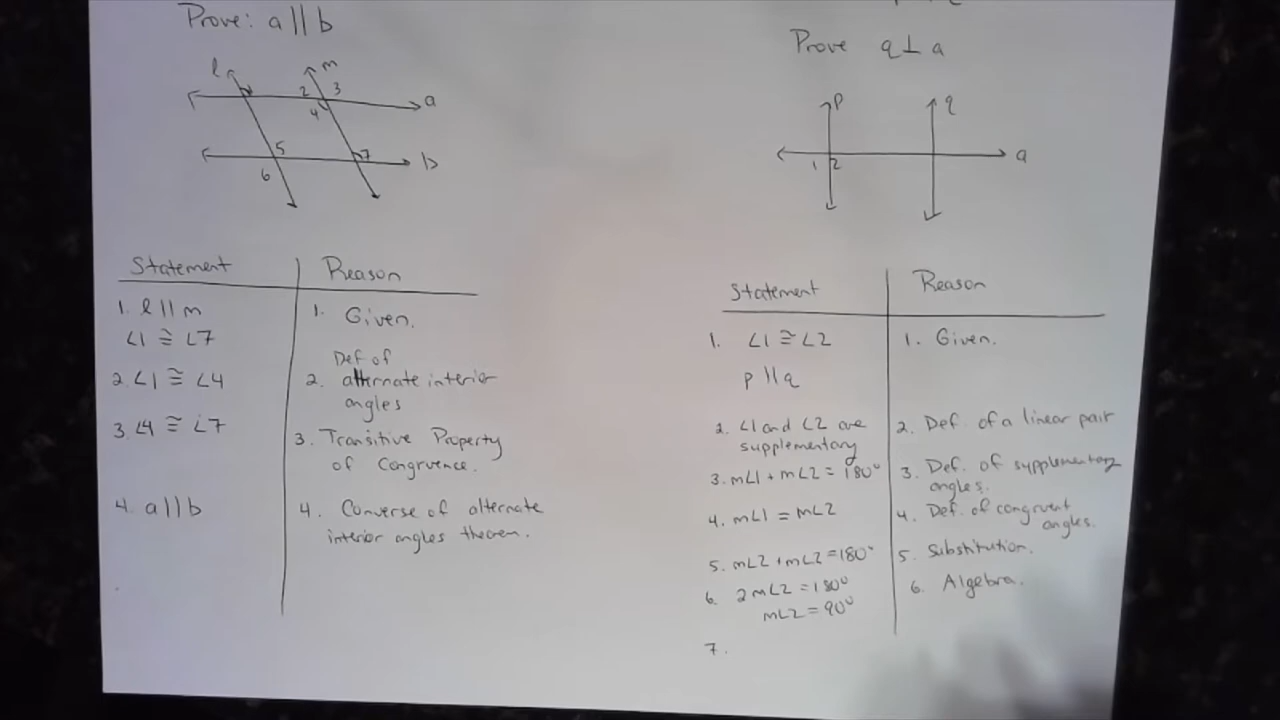 Prove: a || b
l
m
2 3
a
4
5
7
b
6
Statement Reason
1. l || m
∠1 ≅ ∠7
1. Given.
2. ∠1 ≅ ∠4
2. Def of
alternate interior
angles
3. ∠4 ≅ ∠7
3. Transitive Property
of Congruence.
4. a || b
4. Converse of alternate
interior angles theorem.
Prove q ⊥ a
p
q
1 2
a
Statement Reason
1. ∠1 ≅ ∠2
p || q
1. Given.
2. ∠1 and ∠2 are
supplementary
2. Def. of a linear pair
3. m∠1 + m∠2 = 180°
3. Def. of supplementary
angles.
4. m∠1 = m∠2
4. Def. of congruent
angles.
5. m∠2 + m∠2 = 180°
5. Substitution.
6. 2m∠2 = 180°
m∠2 = 90°
6. Algebra.
7.